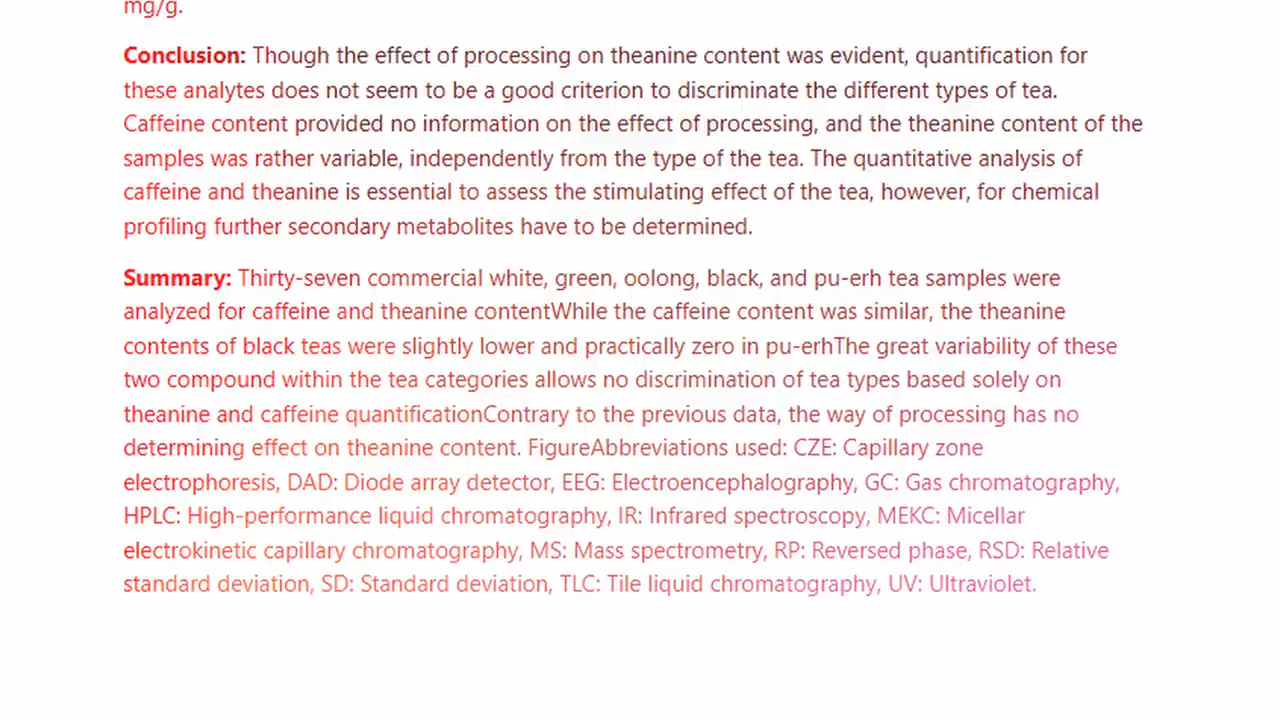 mg/g.
Conclusion: Though the effect of processing on theanine content was evident, quantification for
these analytes does not seem to be a good criterion to discriminate the different types of tea.
Caffeine content provided no information on the effect of processing, and the theanine content of the
samples was rather variable, independently from the type of the tea. The quantitative analysis of
caffeine and theanine is essential to assess the stimulating effect of the tea, however, for chemical
profiling further secondary metabolites have to be determined.
Summary: Thirty-seven commercial white, green, oolong, black, and pu-erh tea samples were
analyzed for caffeine and theanine contentWhile the caffeine content was similar, the theanine
contents of black teas were slightly lower and practically zero in pu-erhThe great variability of these
two compound within the tea categories allows no discrimination of tea types based solely on
theanine and caffeine quantificationContrary to the previous data, the way of processing has no
determining effect on theanine content. FigureAbbreviations used: CZE: Capillary zone
electrophoresis, DAD: Diode array detector, EEG: Electroencephalography, GC: Gas chromatography,
HPLC: High-performance liquid chromatography, IR: Infrared spectroscopy, MEKC: Micellar
electrokinetic capillary chromatography, MS: Mass spectrometry, RP: Reversed phase, RSD: Relative
standard deviation, SD: Standard deviation, TLC: Tile liquid chromatography, UV: Ultraviolet.